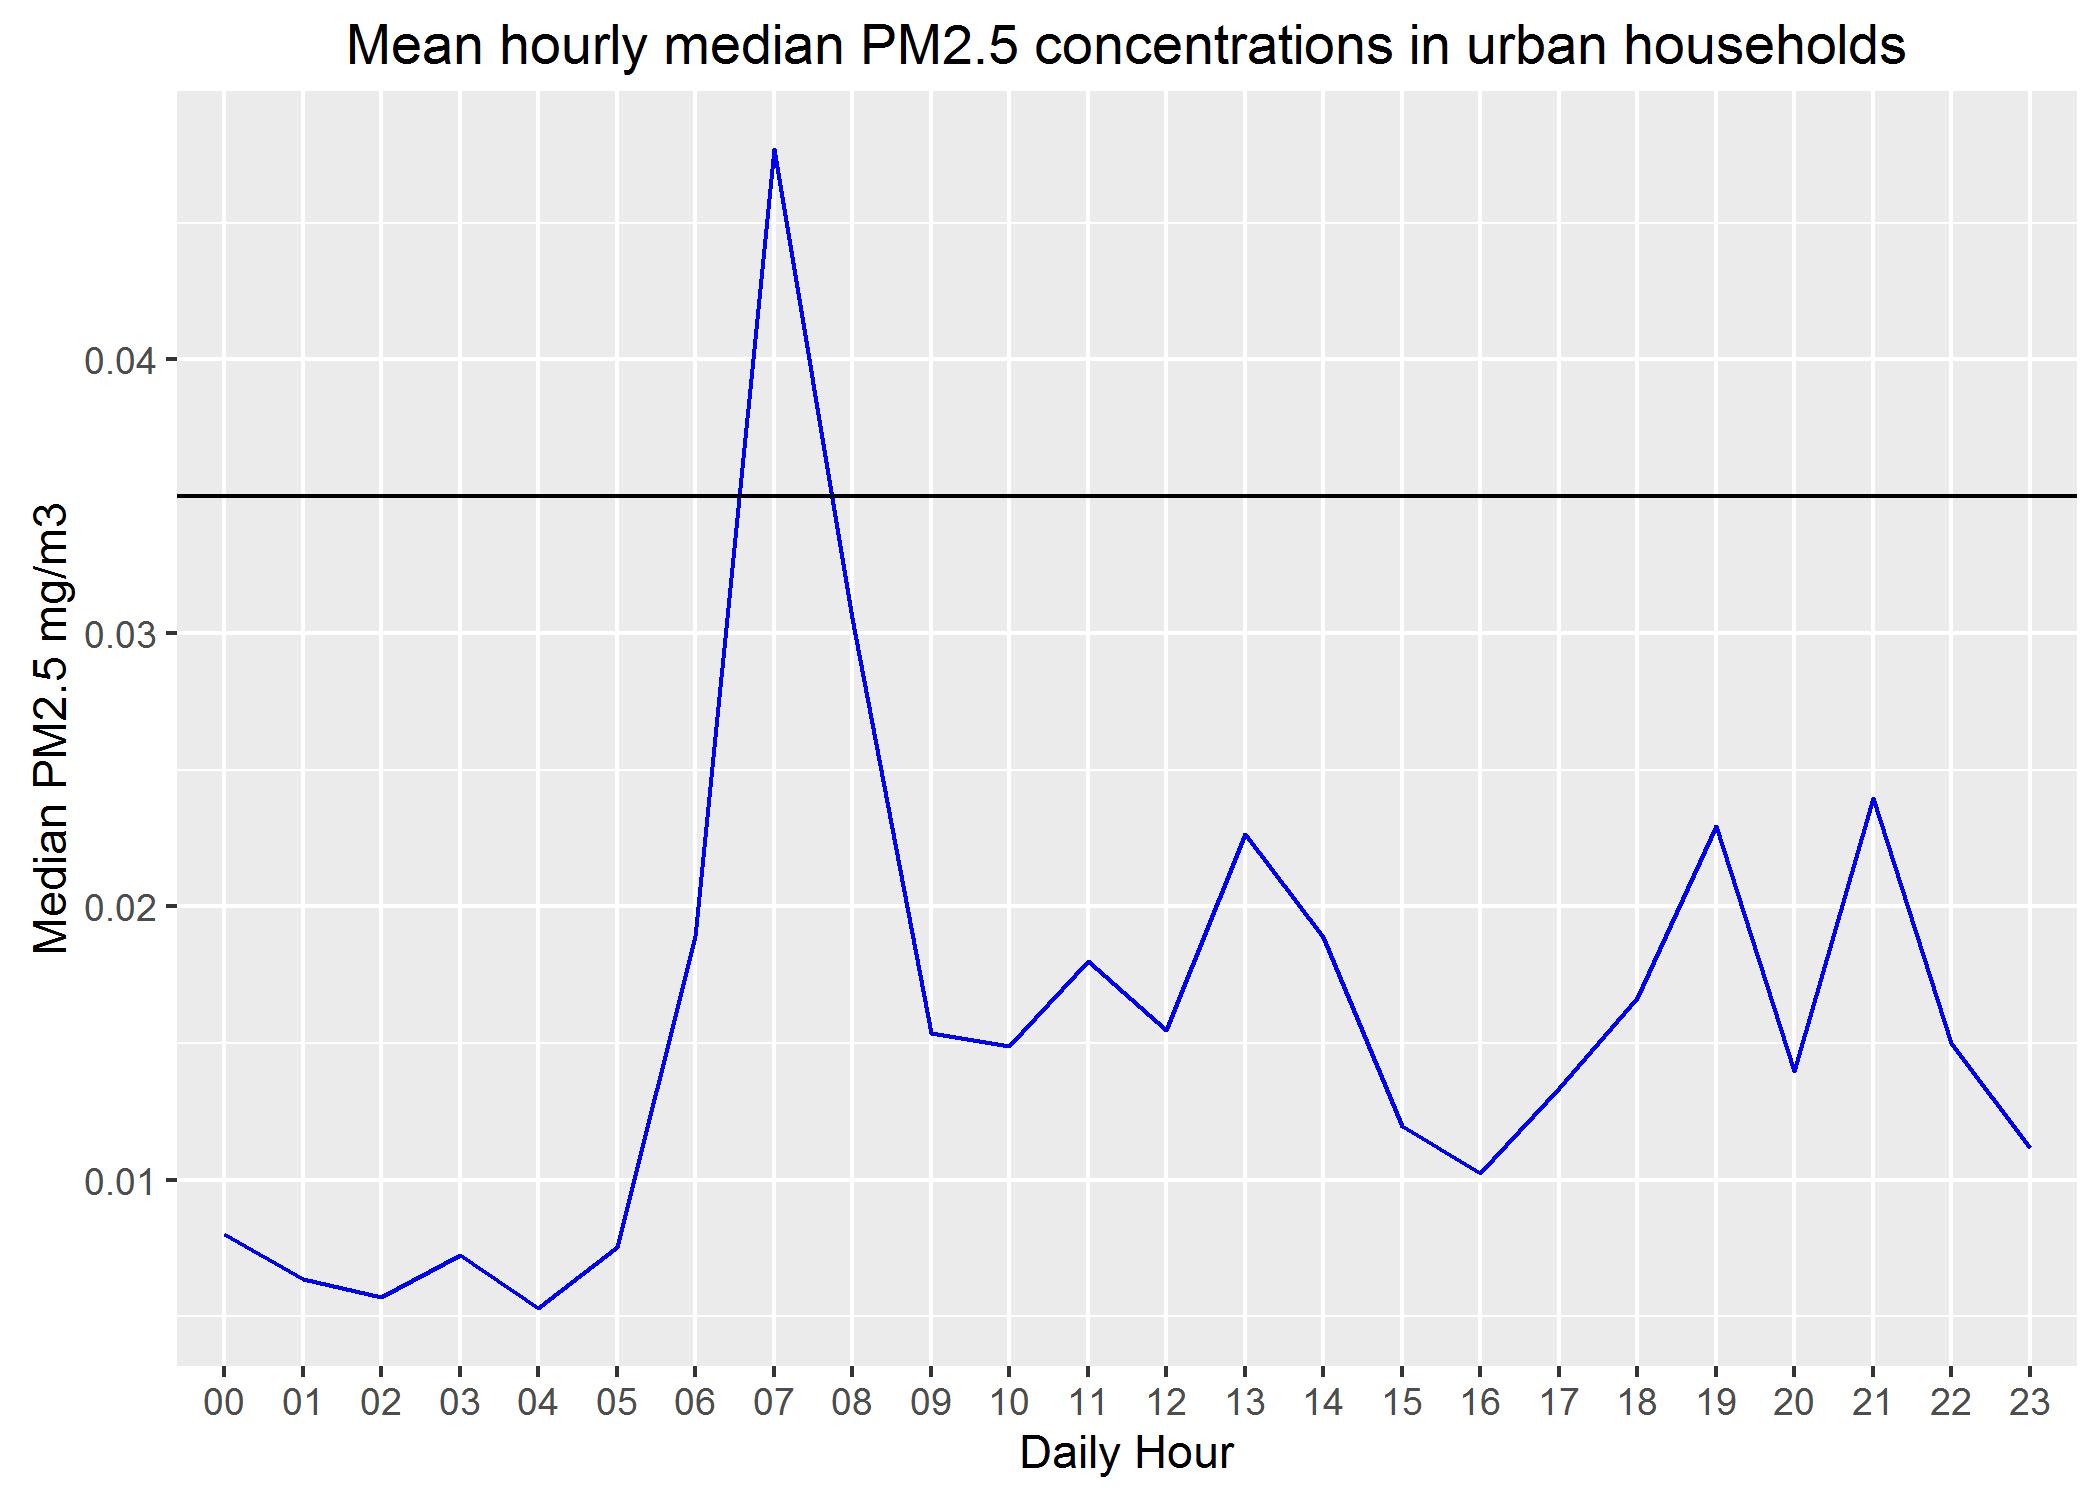 Mean hourly median PM2.5 concentrations in urban households
Median PM2.5 mg/m3
0.04
0.03
0.02
0.01
00 01 02 03 04 05 06 07 08 09 10 11 12 13 14 15 16 17 18 19 20 21 22 23
Daily Hour